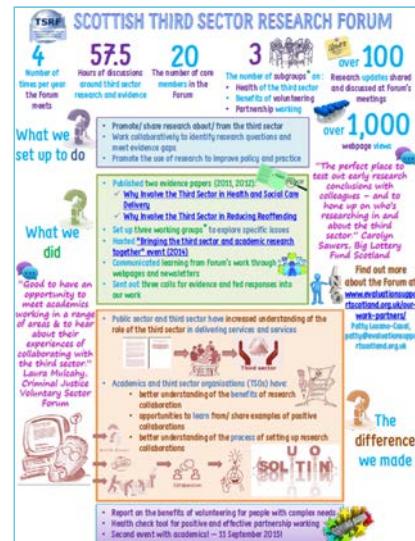 TSRF
SCOTTISH THIRD SECTOR RESEARCH FORUM
4
Number of
times per year
the Forum
meets
57.5
Hours of discussions
around third sector
research and evidence
20
The number of core
members in the
Forum
3
The number of subgroups on:
• Health of the third sector
• Benefits of volunteering
• Partnership working
over 100
Research updates shared
and discussed at Forum's
meetings
over 1,000
webpage views
What we
set up to do
• Promote/ share research about/ from the third sector
• Work collaboratively to identify research questions and
meet evidence gaps
• Promote the use of research to improve policy and practice
"The perfect place to
test out early research
conclusions with
colleagues – and to
hone up on who's
researching in and
about the third
sector." Carolyn
Sawers, Big Lottery
Fund Scotland
What we
did
• Published two evidence papers (2011, 2012):
Why Involve the Third Sector in Health and Social Care
Delivery
Why Involve the Third Sector in Reducing Reoffending
• Set up three working groups to explore specific issues
• Hosted "Bringing the third sector and academic research
together" event (2014)
• Communicated learning from Forum's work through
webpages and newsletters
• Sent out three calls for evidence and fed responses into
our work
Find out more
about the Forum at
www.evaluationsuppo
rtscotland.org.uk/our-
work-partners/
Patty Lozano-Casal,
patty@evaluationsuppo
rtscotland.org.uk
"Good to have an
opportunity to
meet academics
working in a range
of areas & to hear
about their
experiences of
collaborating with
the third sector."
Laura Mulcahy,
Criminal Justice
Voluntary Sector
Forum
• Public sector and third sector have increased understanding of the
role of the third sector in delivering services and services
Third sector
• Academics and third sector organisations (TSOs) have:
- better understanding of the benefits of research
collaboration
- opportunities to learn from/ share examples of positive
collaborations
- better understanding of the process of setting up research
collaborations
SOLUTION
The
difference
we made
• Report on the benefits of volunteering for people with complex needs
• Health check tool for positive and effective partnership working
• Second event with academics! – 11 September 2015!